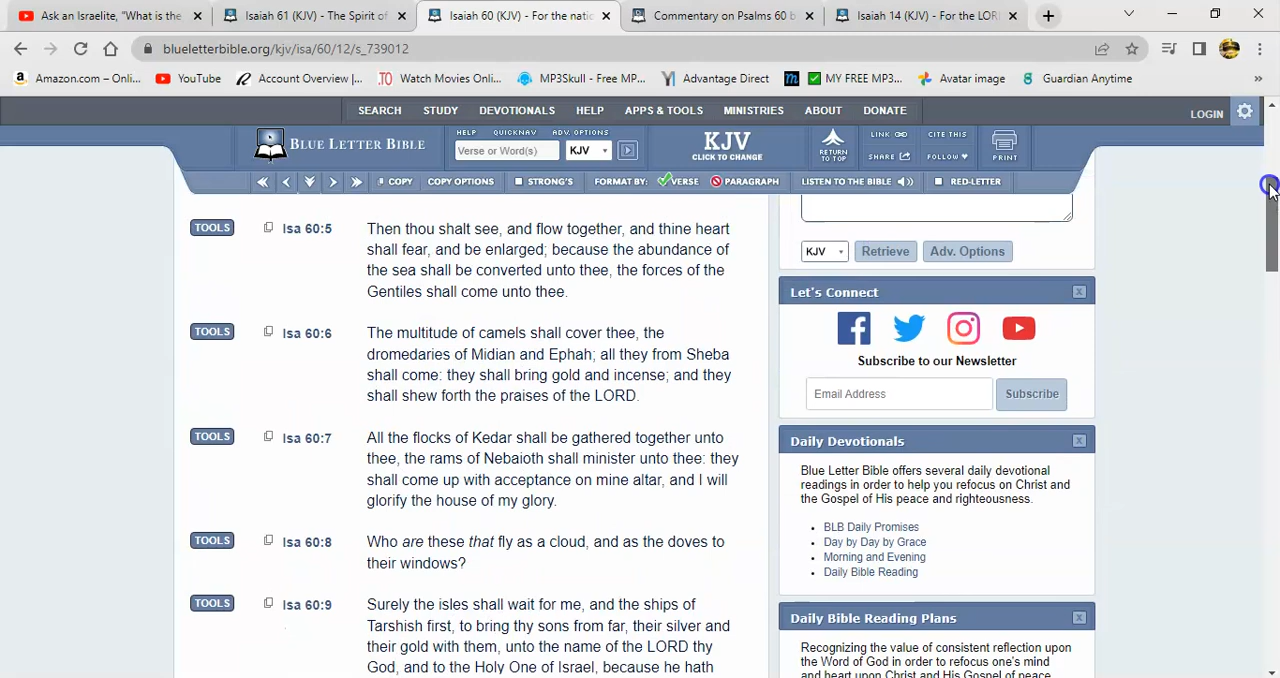 Ask an Israelite, "What is the
Isaiah 61 (KJV) - The Spirit of
Isaiah 60 (KJV) - For the nati
Commentary on Psalms 60 b
Isaiah 14 (KJV) - For the LORI
blueletterbible.org/kjv/isa/60/12/s_739012
Amazon.com – Onli...
YouTube
Account Overview |...
Watch Movies Onli...
MP3Skull - Free MP...
Advantage Direct
MY FREE MP3...
Avatar image
Guardian Anytime
SEARCH STUDY DEVOTIONALS HELP APPS & TOOLS MINISTRIES ABOUT DONATE
LOGIN
BLUE LETTER BIBLE
HELP QUICKNAV ADV. OPTIONS
Verse or Word(s)
KJV
KJV
CLICK TO CHANGE
RETURN
TO TOP
LINK
SHARE
CITE THIS
FOLLOW
PRINT
COPY COPY OPTIONS STRONG'S FORMAT BY: VERSE PARAGRAPH LISTEN TO THE BIBLE RED-LETTER
TOOLS
Isa 60:5
Then thou shalt see, and flow together, and thine heart
shall fear, and be enlarged; because the abundance of
the sea shall be converted unto thee, the forces of the
Gentiles shall come unto thee.
TOOLS
Isa 60:6
The multitude of camels shall cover thee, the
dromedaries of Midian and Ephah; all they from Sheba
shall come: they shall bring gold and incense; and they
shall shew forth the praises of the LORD.
TOOLS
Isa 60:7
All the flocks of Kedar shall be gathered together unto
thee, the rams of Nebaioth shall minister unto thee: they
shall come up with acceptance on mine altar, and I will
glorify the house of my glory.
TOOLS
Isa 60:8
Who are these that fly as a cloud, and as the doves to
their windows?
TOOLS
Isa 60:9
Surely the isles shall wait for me, and the ships of
Tarshish first, to bring thy sons from far, their silver and
their gold with them, unto the name of the LORD thy
God, and to the Holy One of Israel, because he hath
KJV
Retrieve
Adv. Options
Let's Connect
Subscribe to our Newsletter
Email Address
Subscribe
Daily Devotionals
Blue Letter Bible offers several daily devotional
readings in order to help you refocus on Christ and
the Gospel of His peace and righteousness.
BLB Daily Promises
Day by Day by Grace
Morning and Evening
Daily Bible Reading
Daily Bible Reading Plans
Recognizing the value of consistent reflection upon
the Word of God in order to refocus one's mind
and heart upon Christ and His Gospel of peace